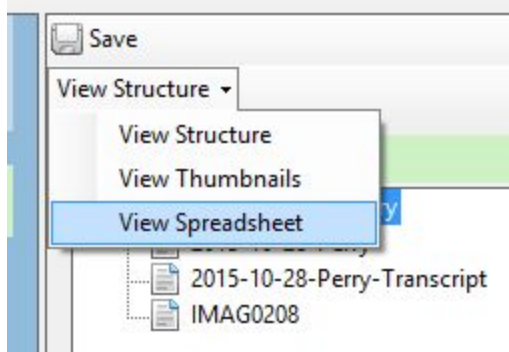 Save
View Structure
View Structure
View Thumbnails
View Spreadsheet
2015-10-28-Perry-Transcript
IMAG0208